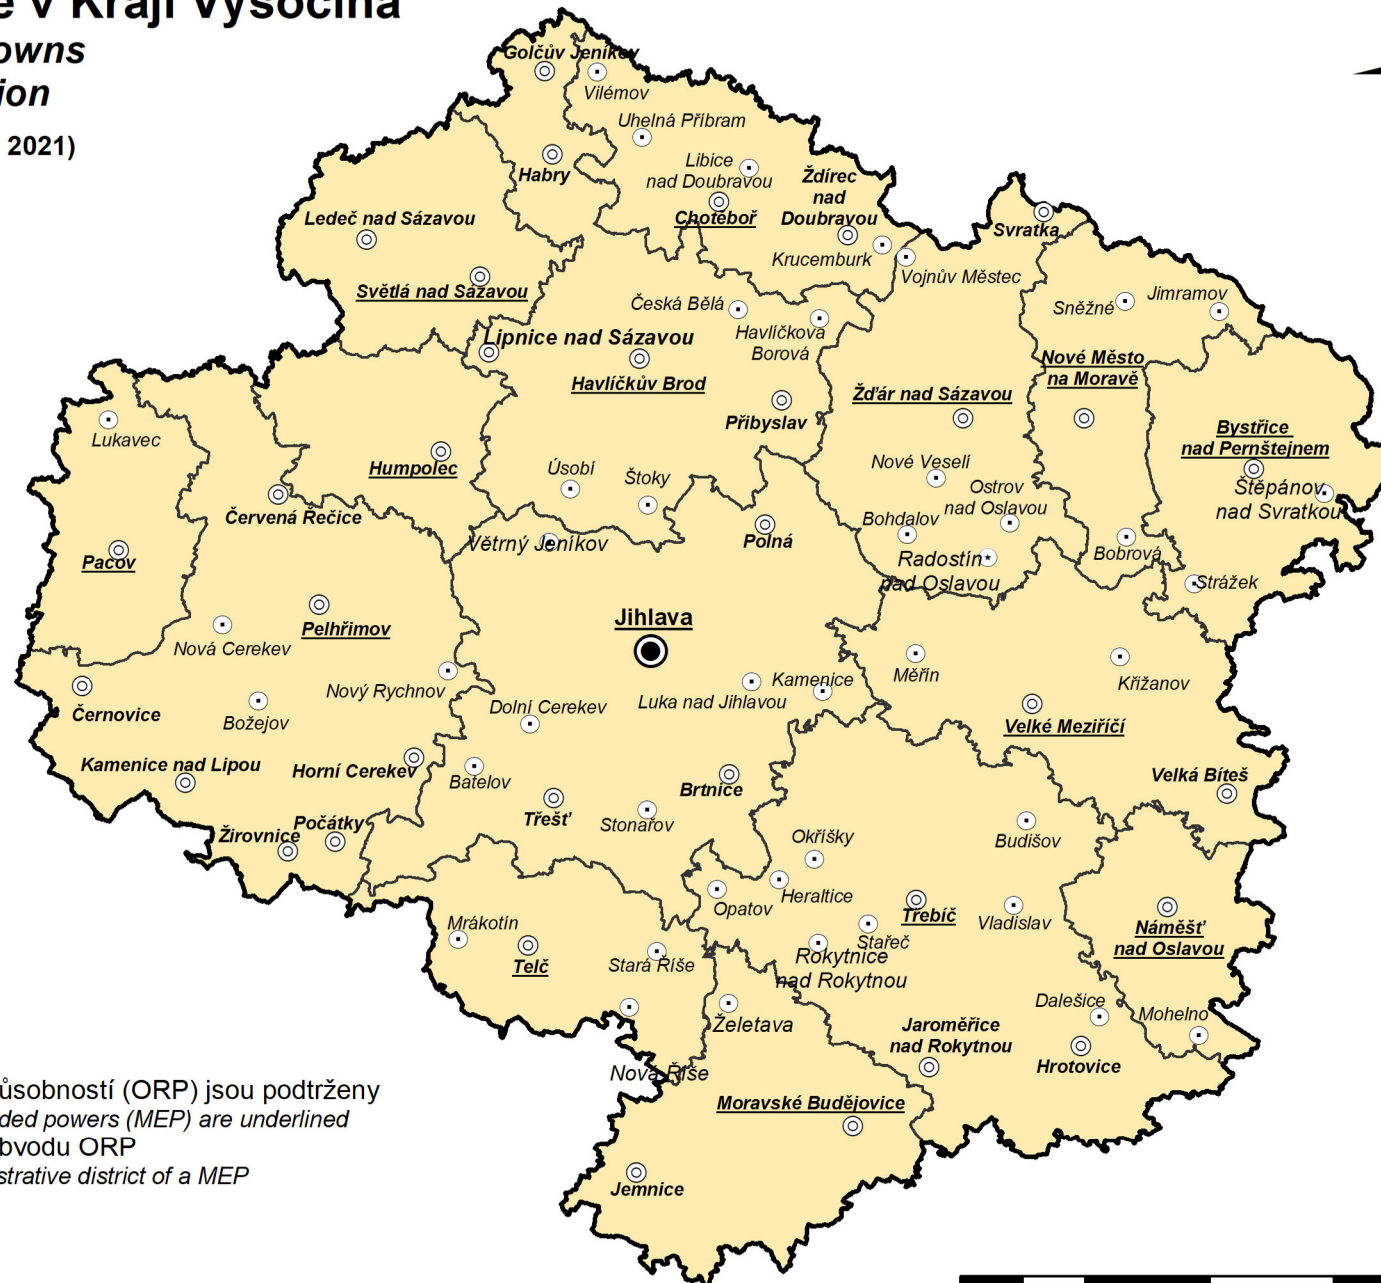 e v Kraji Vysočina
owns
ion
2021)
Golčův Jeníkov
Vilémov
Uhelná Příbram
Libice
nad Doubravou
Habry
Ždírec
nad
Doubravou
Chotěboř
Ledeč nad Sázavou
Svratka
Krucemburk
Vojnův Městec
Světlá nad Sázavou
Česká Bělá
Sněžné
Jimramov
Havlíčkova
Borová
Lipnice nad Sázavou
Nové Město
na Moravě
Havlíčkův Brod
Žďár nad Sázavou
Přibyslav
Lukavec
Bystřice
nad Pernštejnem
Humpolec
Úsobí
Štoky
Nové Veselí
Ostrov
nad Oslavou
Štěpánov
nad Svratkou
Červená Řečice
Bohdalov
Větrný Jeníkov
Polná
Bobrová
Radostín
nad Oslavou
Pacov
Strážek
Jihlava
Pelhřimov
Nová Cerekev
Měřín
Křižanov
Nový Rychnov
Kamenice
Luka nad Jihlavou
Dolní Cerekev
Černovice
Božejov
Velké Meziříčí
Kamenice nad Lipou
Horní Cerekev
Batelov
Brtnice
Velká Bíteš
Třešť
Stonařov
Žirovnice
Počátky
Okříšky
Budišov
Heraltice
Opatov
Třebíč
Vladislav
Mrákotín
Stařeč
Náměšť
nad Oslavou
Telč
Stará Říše
Rokytnice
nad Rokytnou
Dalešice
Mohelno
Želetava
Jaroměřice
nad Rokytnou
Hrotovice
Nová Říše
Moravské Budějovice
Jemnice
ůsobností (ORP) jsou podtrženy
ded powers (MEP) are underlined
bvodu ORP
strative district of a MEP